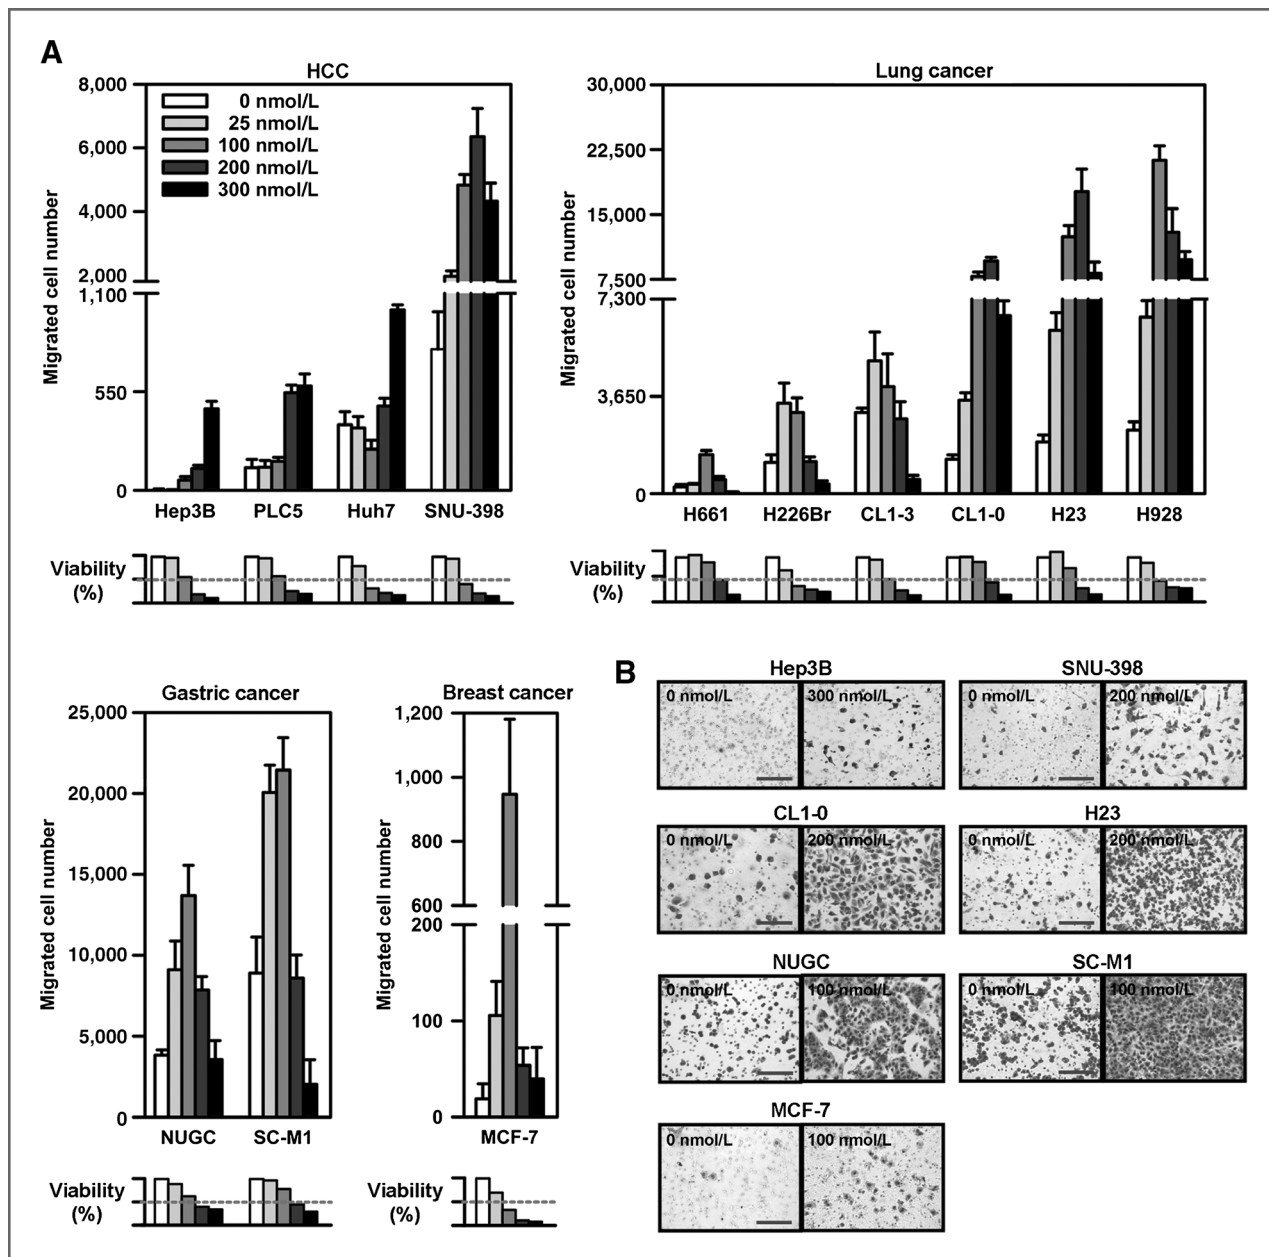 A
HCC
8,000
6,000
4,000
2,000
1,100
550
0
Migrated cell number
0 nmol/L
25 nmol/L
100 nmol/L
200 nmol/L
300 nmol/L
Hep3B PLC5 Huh7 SNU-398
Viability
(%)
Lung cancer
30,000
22,500
15,000
7,500
7,300
3,650
0
Migrated cell number
H661 H226Br CL1-3 CL1-0 H23 H928
Viability
(%)
Gastric cancer
25,000
20,000
15,000
10,000
5,000
0
Migrated cell number
NUGC SC-M1
Viability
(%)
Breast cancer
1,200
1,000
800
600
200
100
0
Migrated cell number
MCF-7
Viability
(%)
B
Hep3B SNU-398
0 nmol/L 300 nmol/L 0 nmol/L 200 nmol/L
CL1-0 H23
0 nmol/L 200 nmol/L 0 nmol/L 200 nmol/L
NUGC SC-M1
0 nmol/L 100 nmol/L 0 nmol/L 100 nmol/L
MCF-7
0 nmol/L 100 nmol/L